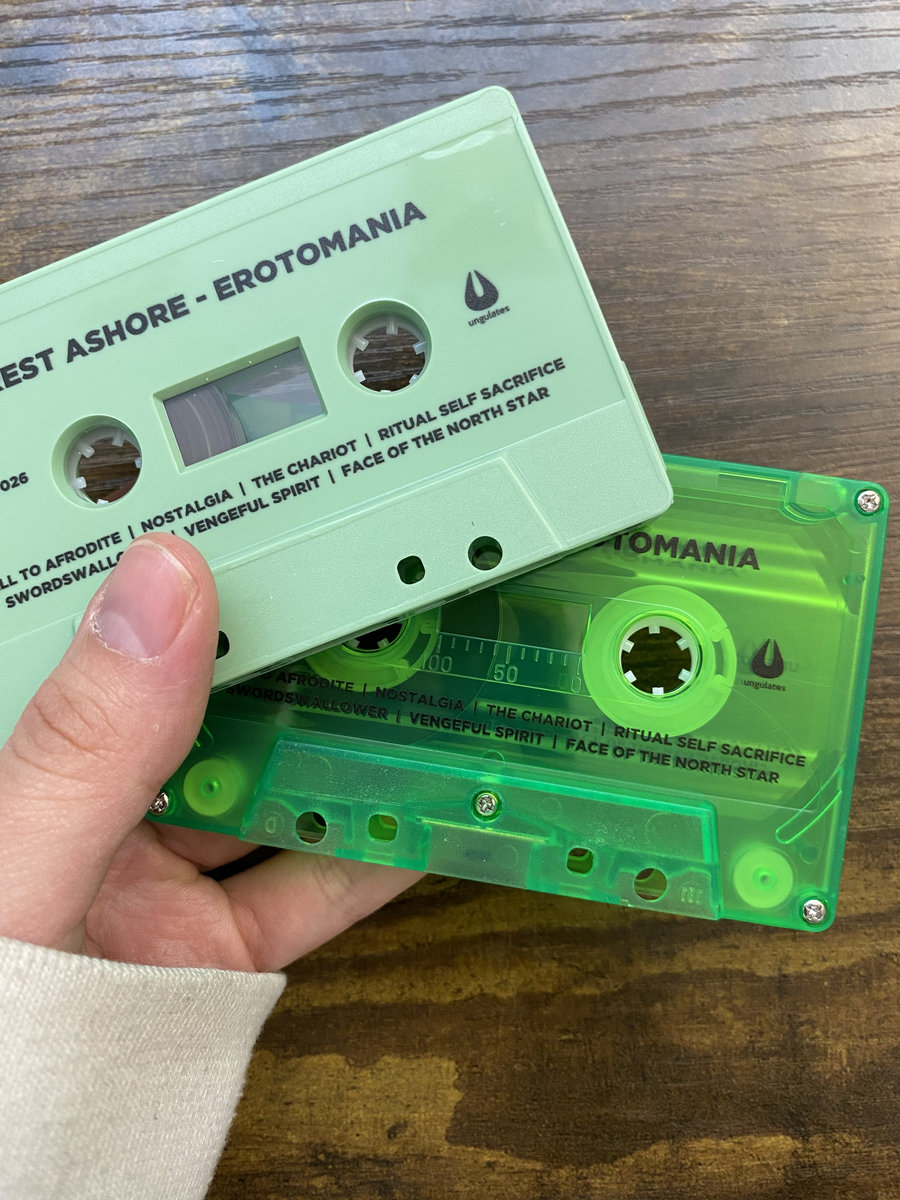 REST ASHORE - EROTOMANIA
ungulates
026
LL TO AFRODITE | NOSTALGIA | THE CHARIOT | RITUAL SELF SACRIFICE
SWORDSWALLO | VENGEFUL SPIRIT | FACE OF THE NORTH STAR
OTOMANIA
ungulates
100 50 00
AFRODITE | NOSTALGIA | THE CHARIOT | RITUAL SELF SACRIFICE
SWORDSWALLOWER | VENGEFUL SPIRIT | FACE OF THE NORTH STAR